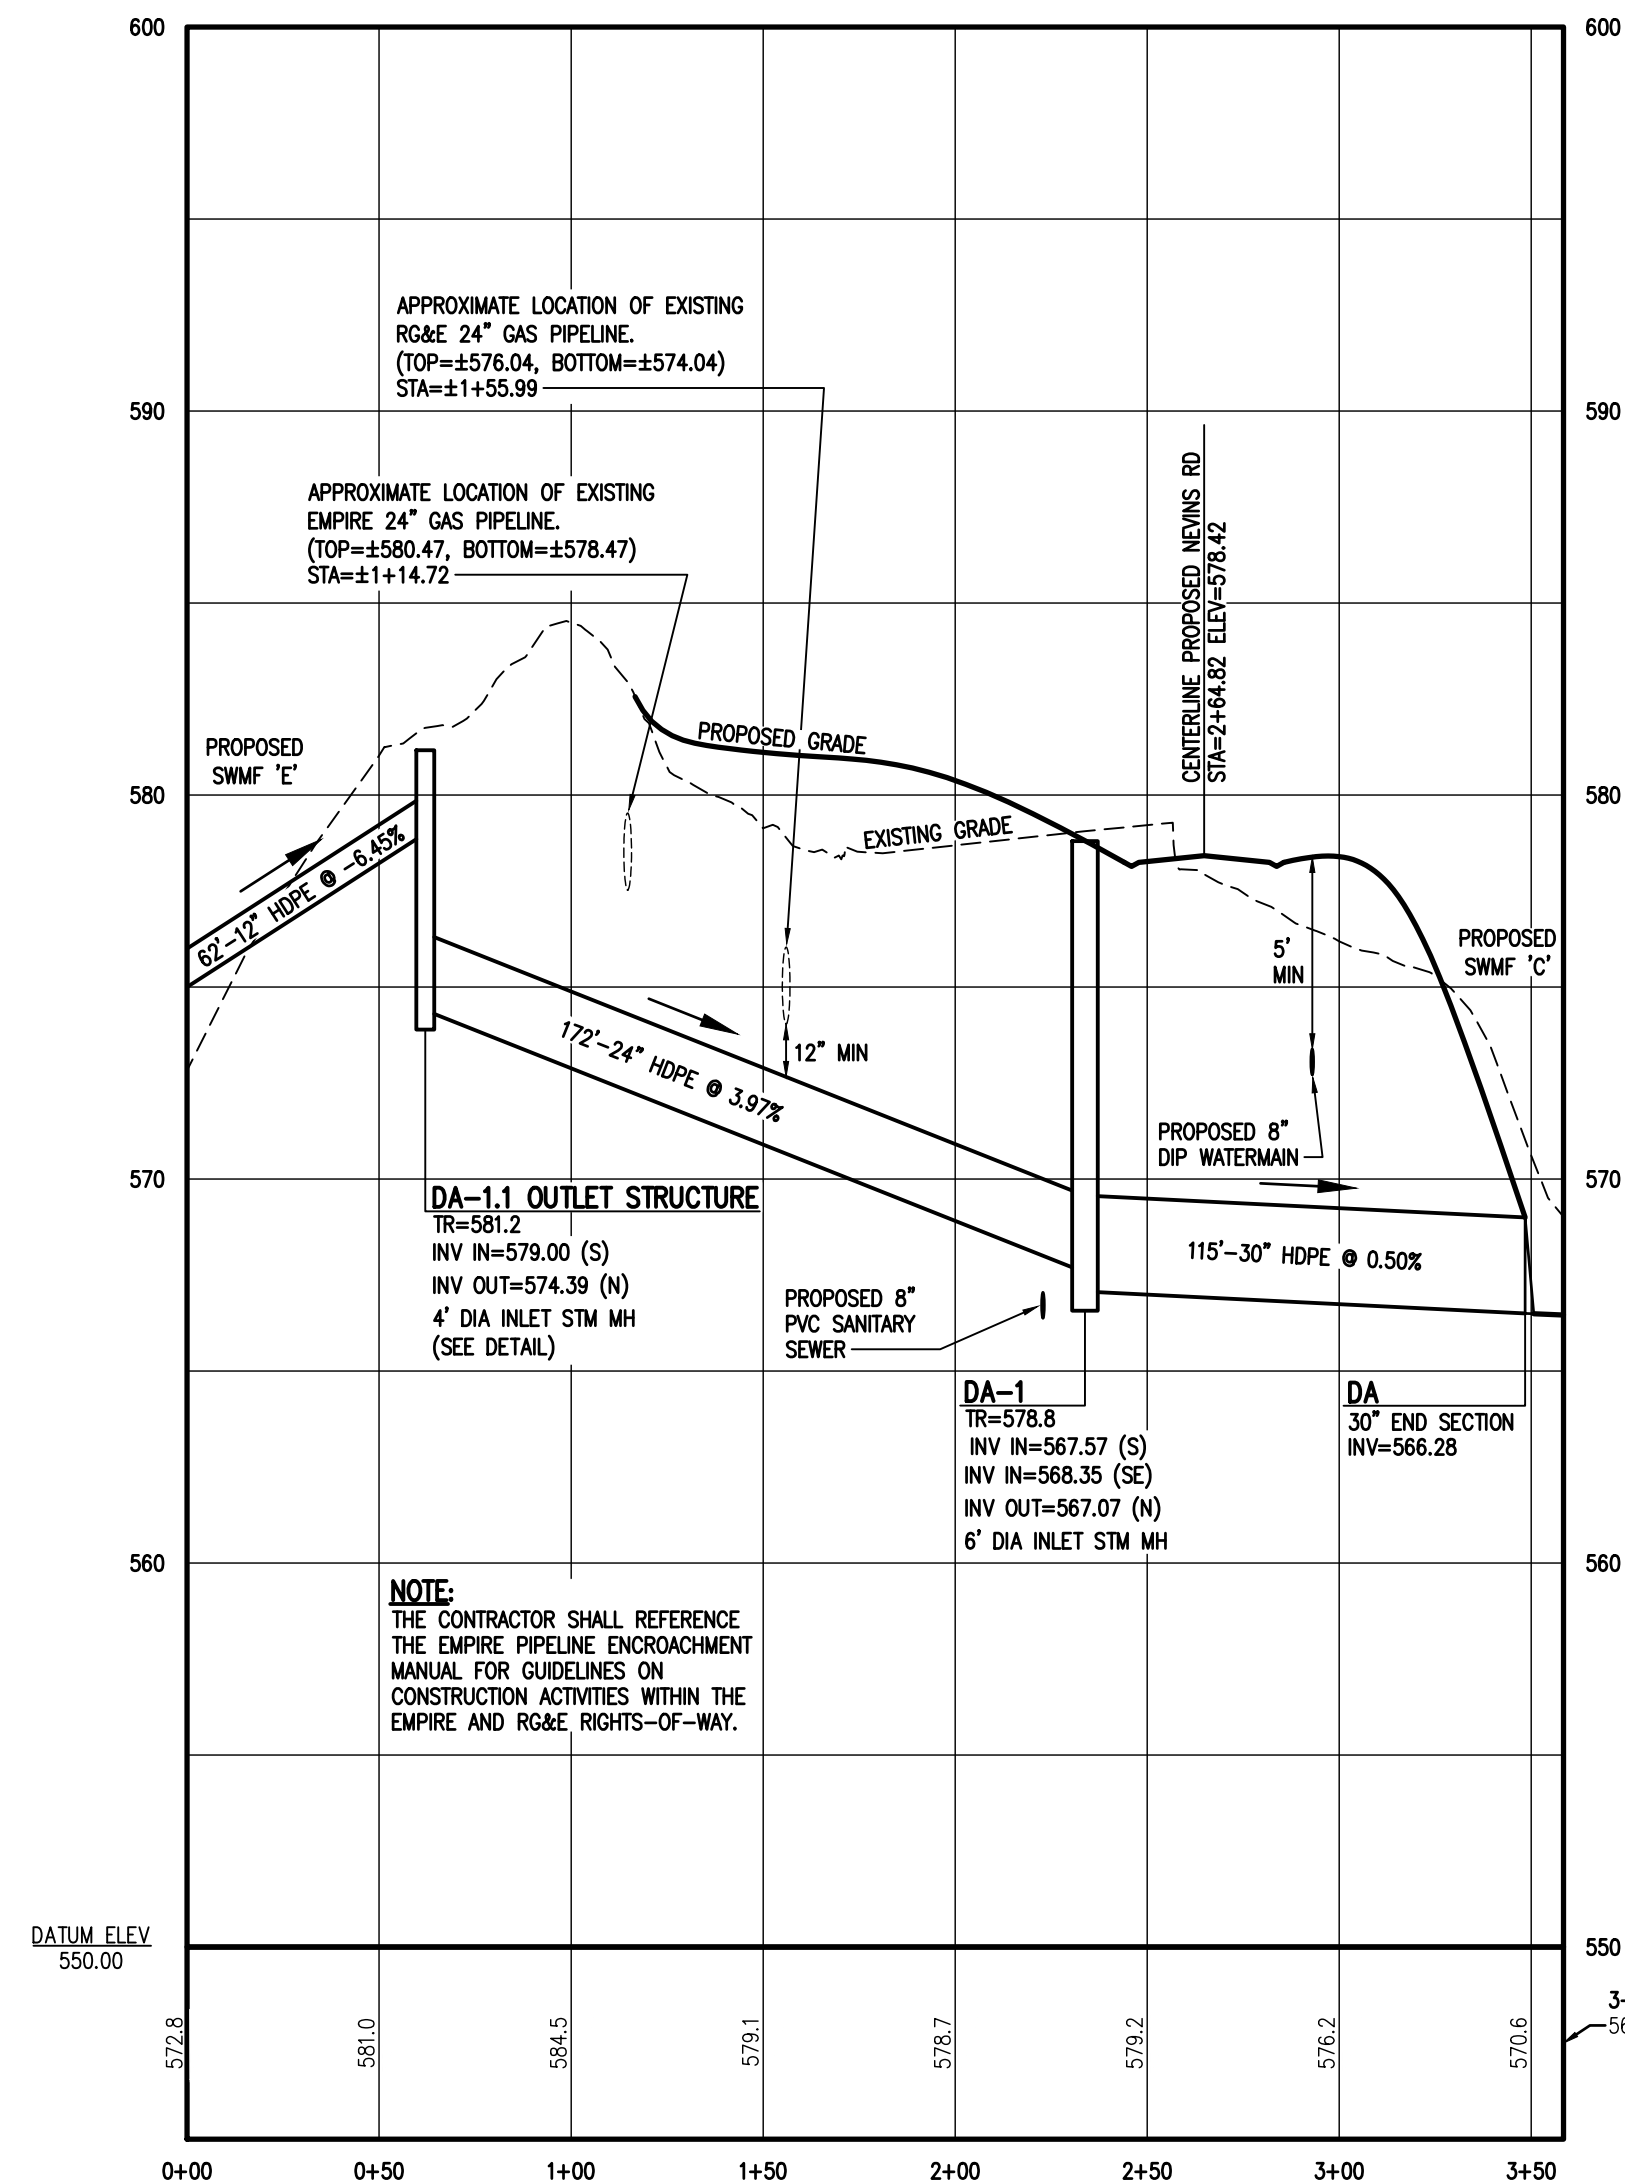 600
600
APPROXIMATE LOCATION OF EXISTING
RG&E 24" GAS PIPELINE.
(TOP=±576.04, BOTTOM=±574.04)
STA=±1+55.99
590
590
APPROXIMATE LOCATION OF EXISTING
EMPIRE 24" GAS PIPELINE.
(TOP=±580.47, BOTTOM=±578.47)
STA=±1+14.72
CENTERLINE PROPOSED NEVINS RD
STA=2+64.82 ELEV=578.42
PROPOSED
SWMF 'E'
PROPOSED GRADE
EXISTING GRADE
580
580
62'-12" HDPE @ -6.45%
5'
MIN
PROPOSED
SWMF 'C'
172'-24" HDPE @ 3.97%
12" MIN
PROPOSED 8"
DIP WATERMAIN
570
570
DA-1.1 OUTLET STRUCTURE
TR=581.2
INV IN=579.00 (S)
INV OUT=574.39 (N)
4' DIA INLET STM MH
(SEE DETAIL)
115'-30" HDPE @ 0.50%
PROPOSED 8"
PVC SANITARY
SEWER
DA-1
TR=578.8
INV IN=567.57 (S)
INV IN=568.35 (SE)
INV OUT=567.07 (N)
6' DIA INLET STM MH
DA
30" END SECTION
INV=566.28
560
560
NOTE:
THE CONTRACTOR SHALL REFERENCE
THE EMPIRE PIPELINE ENCROACHMENT
MANUAL FOR GUIDELINES ON
CONSTRUCTION ACTIVITIES WITHIN THE
EMPIRE AND RG&E RIGHTS-OF-WAY.
DATUM ELEV
550.00
550
572.8
581.0
584.5
579.1
578.7
579.2
576.2
570.6
0+00
0+50
1+00
1+50
2+00
2+50
3+00
3+50